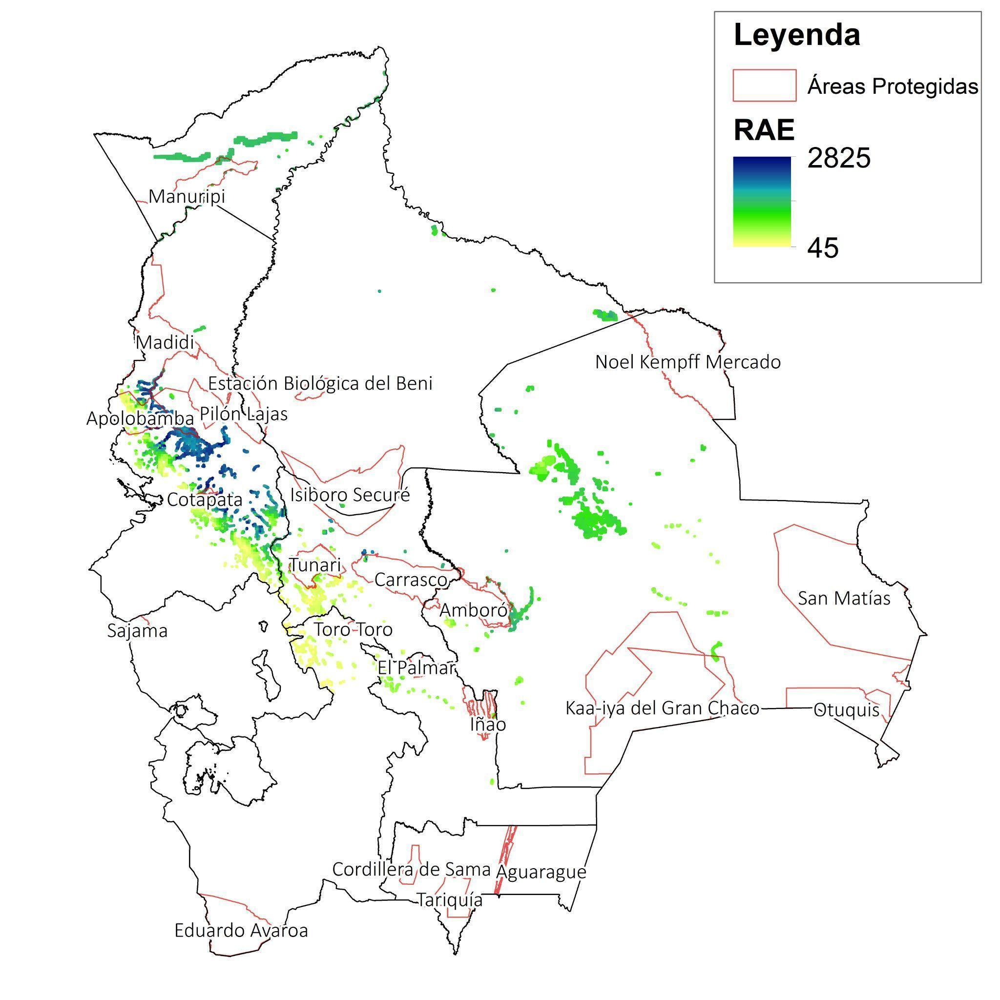 Leyenda
Áreas Protegidas
RAE
2825
45
Manuripi
Madidi
Noel Kempff Mercado
Estación Biológica del Beni
Apolobamba
Pilón Lajas
Cotapata
Isiboro Securé
Tunari
Carrasco
San Matías
Amboró
Sajama
Toro Toro
El Palmar
Kaa-iya del Gran Chaco
Otuquis
Iñao
Cordillera de Sama
Aguarague
Tariquía
Eduardo Avaroa